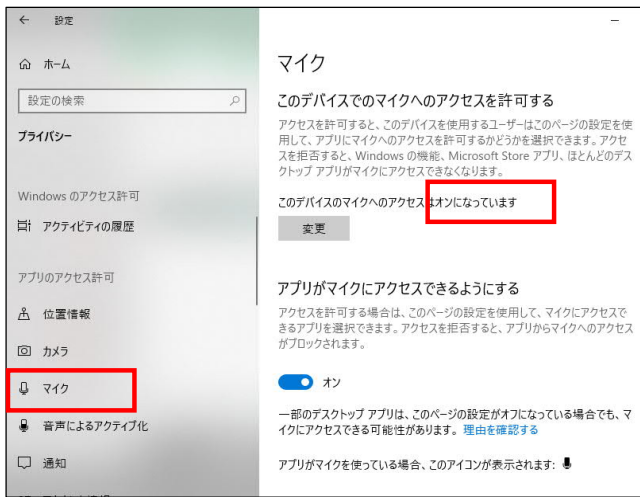 設定
ホーム
設定の検索
プライバシー
Windows のアクセス許可
アクティビティの履歴
アプリのアクセス許可
位置情報
カメラ
マイク
音声によるアクティブ化
通知
マイク
このデバイスでのマイクへのアクセスを許可する
アクセスを許可すると、このデバイスを使用するユーザーはこのページの設定を使
用して、アプリにマイクへのアクセスを許可するかどうかを選択できます。アクセ
スを拒否すると、Windows の機能、Microsoft Store アプリ、ほとんどのデス
クトップ アプリがマイクにアクセスできなくなります。
このデバイスのマイクへのアクセスはオンになっています
変更
アプリがマイクにアクセスできるようにする
アクセスを許可する場合は、このページの設定を使用して、マイクにアクセスで
きるアプリを選択できます。アクセスを拒否すると、アプリからマイクへのアクセス
がブロックされます。
オン
一部のデスクトップ アプリは、このページの設定がオフになっている場合でも、マ
イクにアクセスできる可能性があります。理由を確認する
アプリがマイクを使っている場合、このアイコンが表示されます: